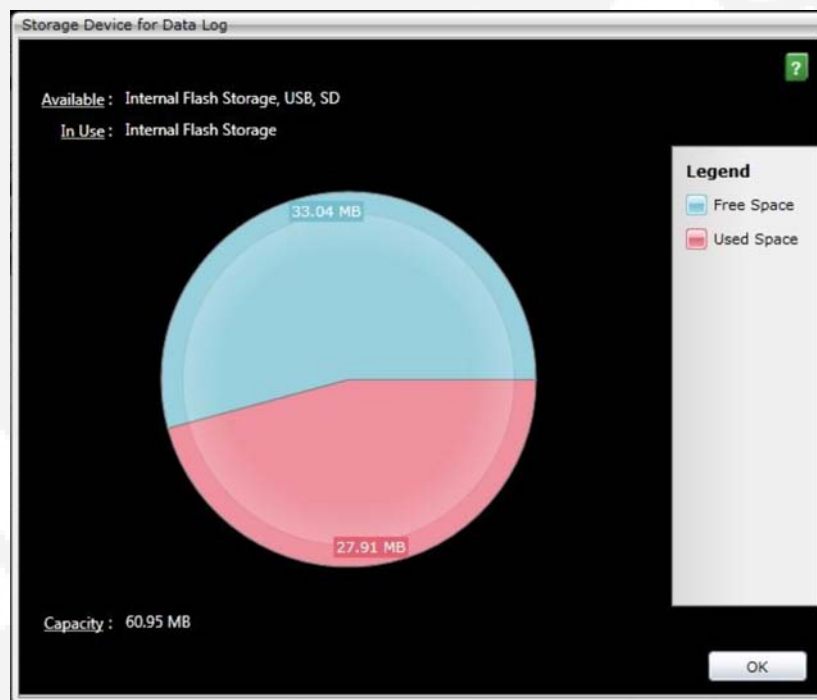 Storage Device for Data Log
?
Available : Internal Flash Storage, USB, SD
In Use : Internal Flash Storage
Legend
Free Space
Used Space
33.04 MB
27.91 MB
Capacity : 60.95 MB
OK